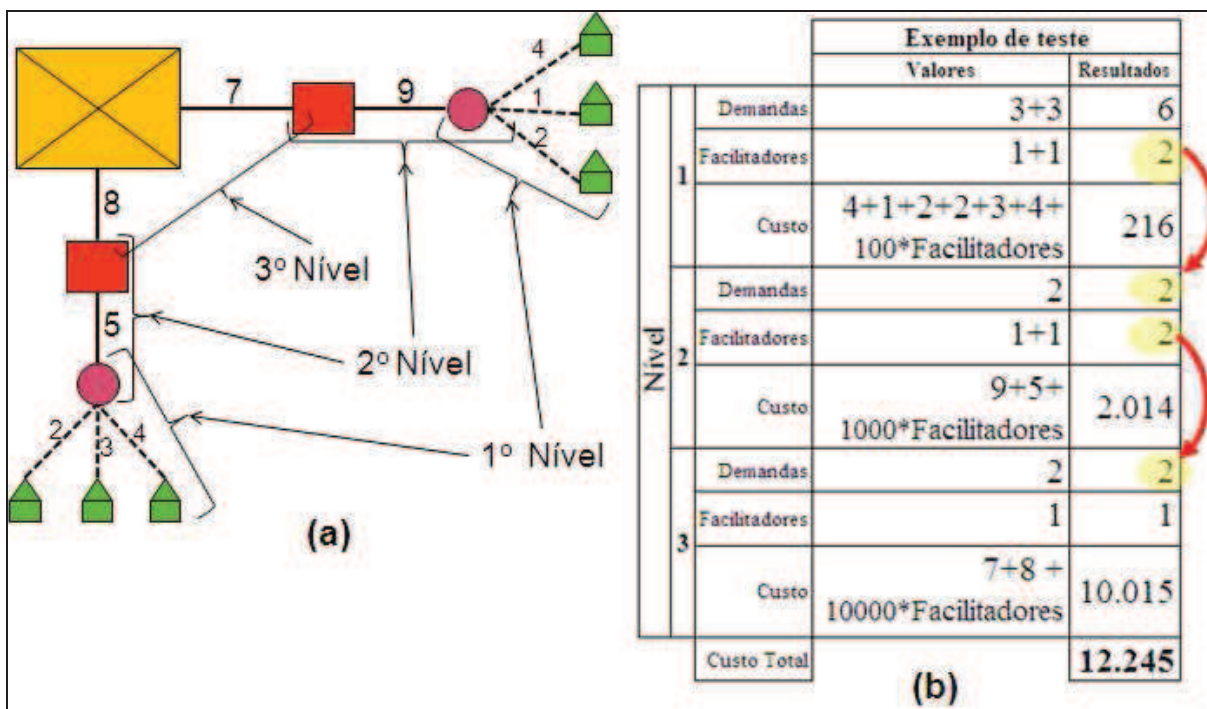 7
9
4
1
2
8
3º Nível
5
2º Nível
2
3
4
1º Nível
(a)
Exemplo de teste
Valores Resultados
Nível
1
Demandas 3+3 6
Facilitadores 1+1 2
Custo 4+1+2+2+3+4+
100*Facilitadores 216
2
Demandas 2 2
Facilitadores 1+1 2
Custo 9+5+
1000*Facilitadores 2.014
3
Demandas 2 2
Facilitadores 1 1
Custo 7+8 +
10000*Facilitadores 10.015
Custo Total 12.245
(b)